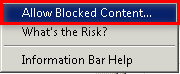 Allow Blocked Content...
What's the Risk?
Information Bar Help